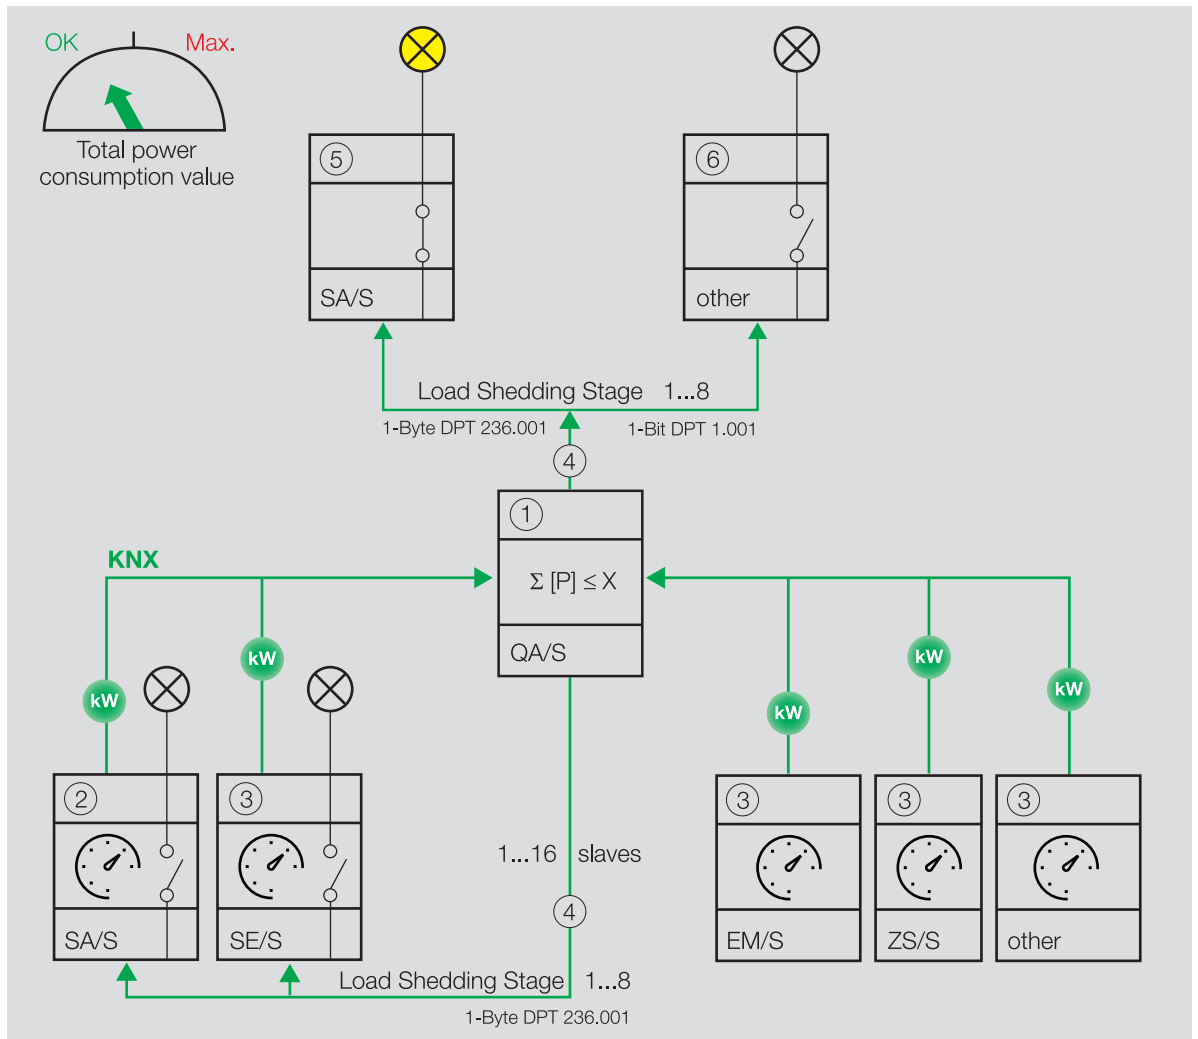 OK Max.
Total power
consumption value
5
SA/S
6
other
Load Shedding Stage 1...8
1-Byte DPT 236.001 1-Bit DPT 1.001
4
1
Σ [P] ≤ X
QA/S
KNX
kW
kW
kW
kW
kW
2
SA/S
3
SE/S
1...16 slaves
4
3
EM/S
3
ZS/S
3
other
Load Shedding Stage 1...8
1-Byte DPT 236.001